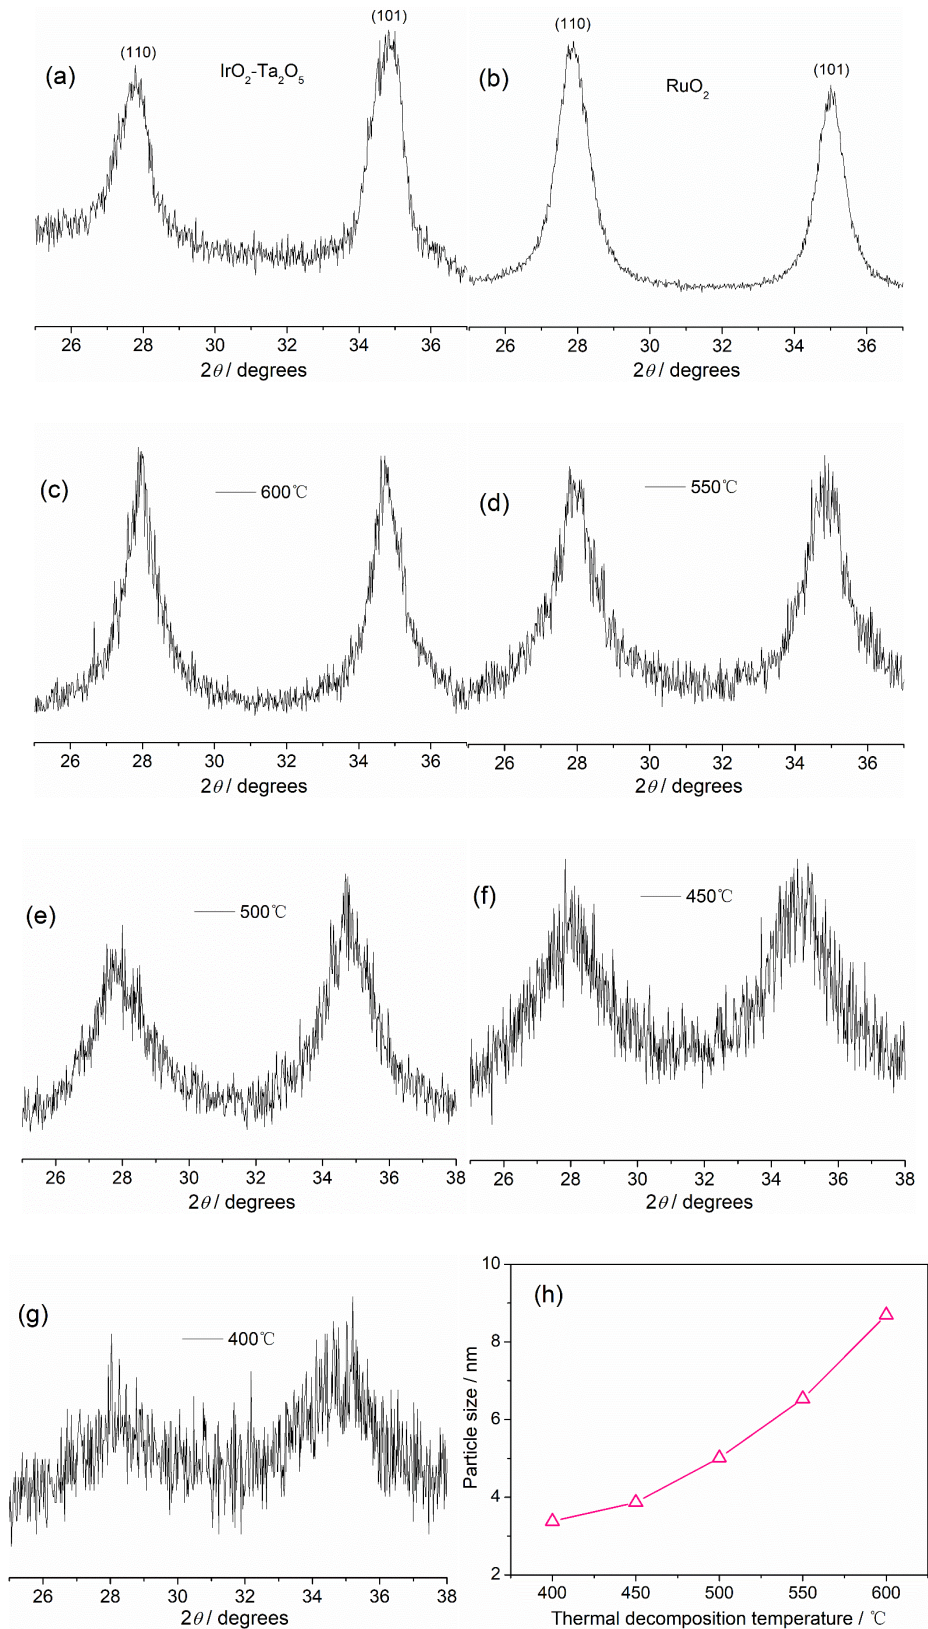 (a)
(110)
IrO₂-Ta₂O₅
(101)
26 28 30 32 34 36
2θ / degrees
(b)
(110)
RuO₂
(101)
26 28 30 32 34 36
2θ / degrees
(c)
600℃
26 28 30 32 34 36
2θ / degrees
(d)
550℃
26 28 30 32 34 36
2θ / degrees
(e)
500℃
26 28 30 32 34 36 38
2θ / degrees
(f)
450℃
26 28 30 32 34 36 38
2θ / degrees
(g)
400℃
26 28 30 32 34 36 38
2θ / degrees
(h)
Particle size / nm
10
8
6
4
2
400 450 500 550 600
Thermal decomposition temperature / ℃